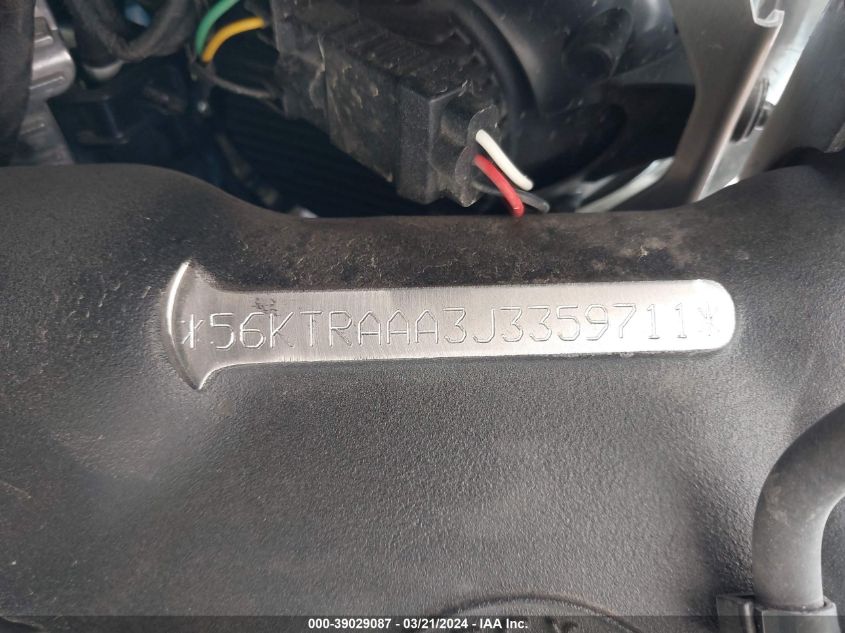 *56KTRAAA3J3359711*
000-39029087 - 03/21/2024 - IAA Inc.